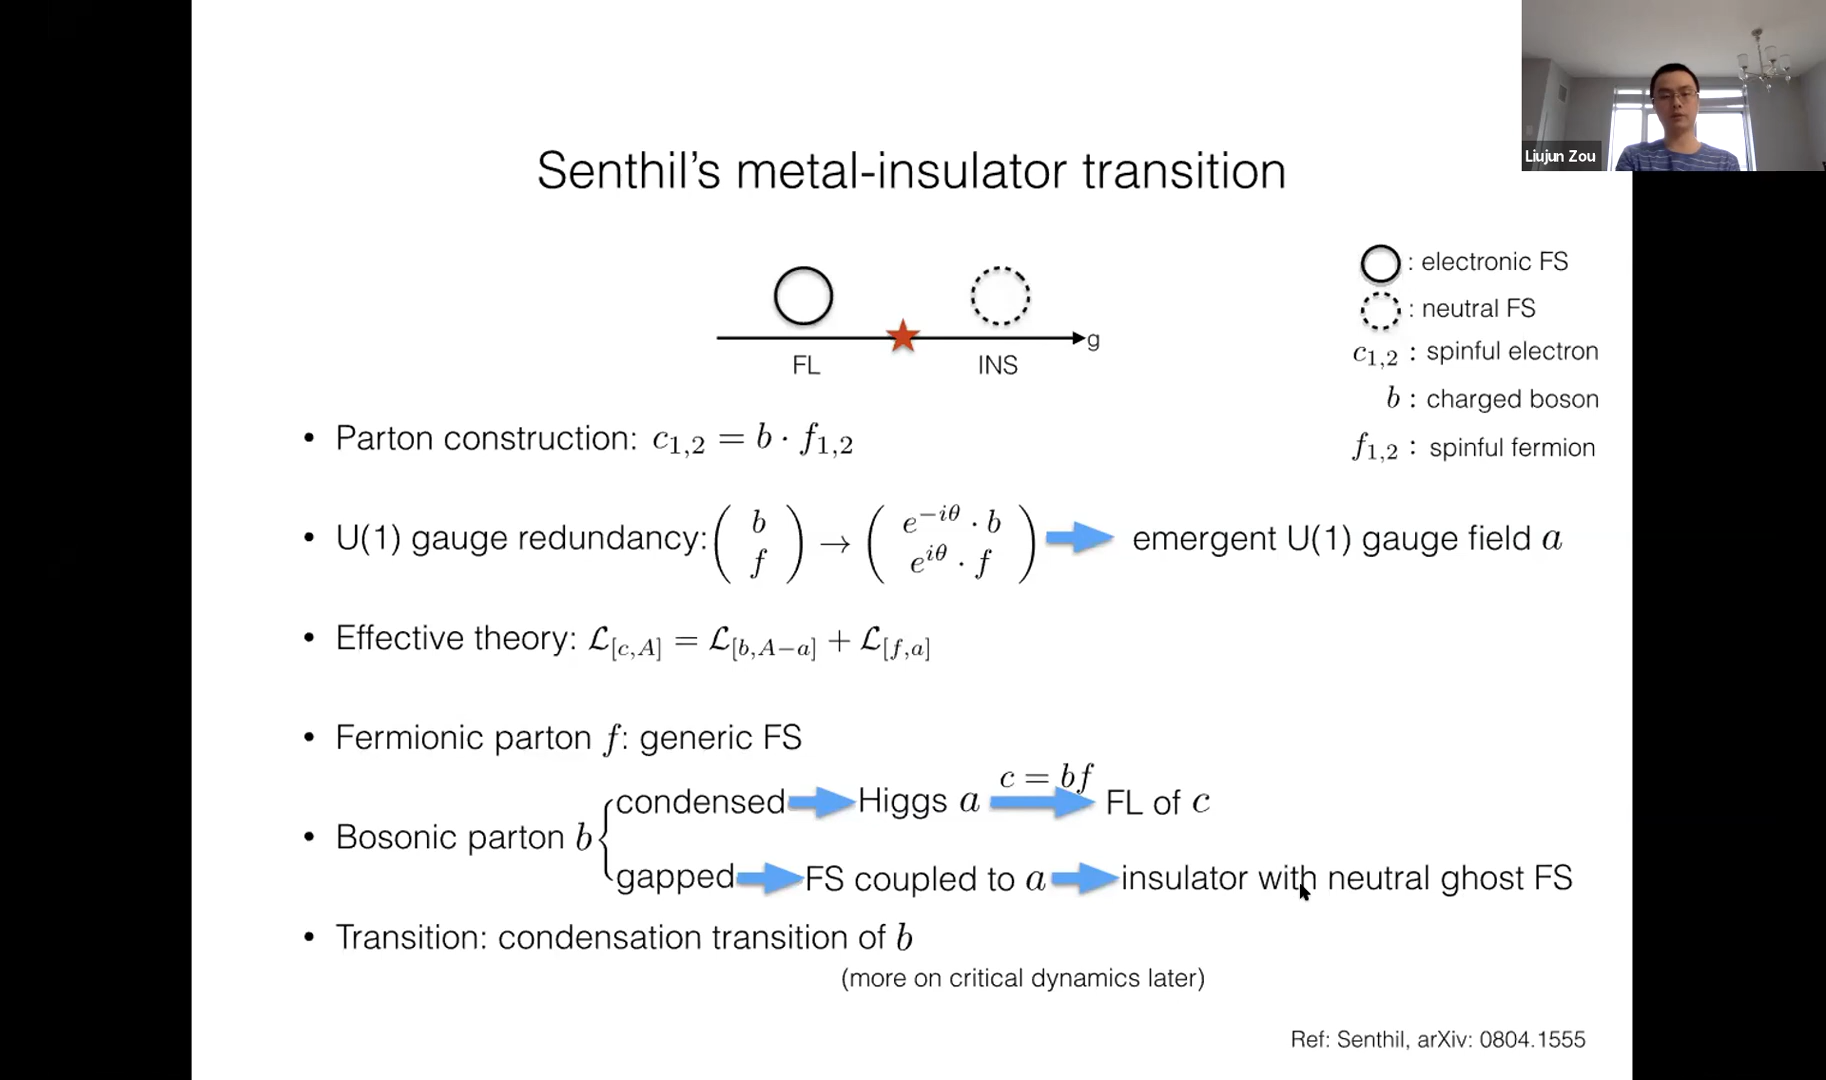 Liujun Zou
Senthil's metal-insulator transition
FL
INS
g
: electronic FS
: neutral FS
c₁,₂ : spinful electron
b : charged boson
f₁,₂ : spinful fermion
• Parton construction: c₁,₂ = b · f₁,₂
• U(1) gauge redundancy: ( b f ) → ( e^{-iθ} · b e^{iθ} · f ) emergent U(1) gauge field a
• Effective theory: ℒ_{[c,A]} = ℒ_{[b,A−a]} + ℒ_{[f,a]}
• Fermionic parton f: generic FS
• Bosonic parton b
condensed Higgs a c = bf FL of c
gapped FS coupled to a insulator with neutral ghost FS
• Transition: condensation transition of b
(more on critical dynamics later)
Ref: Senthil, arXiv: 0804.1555